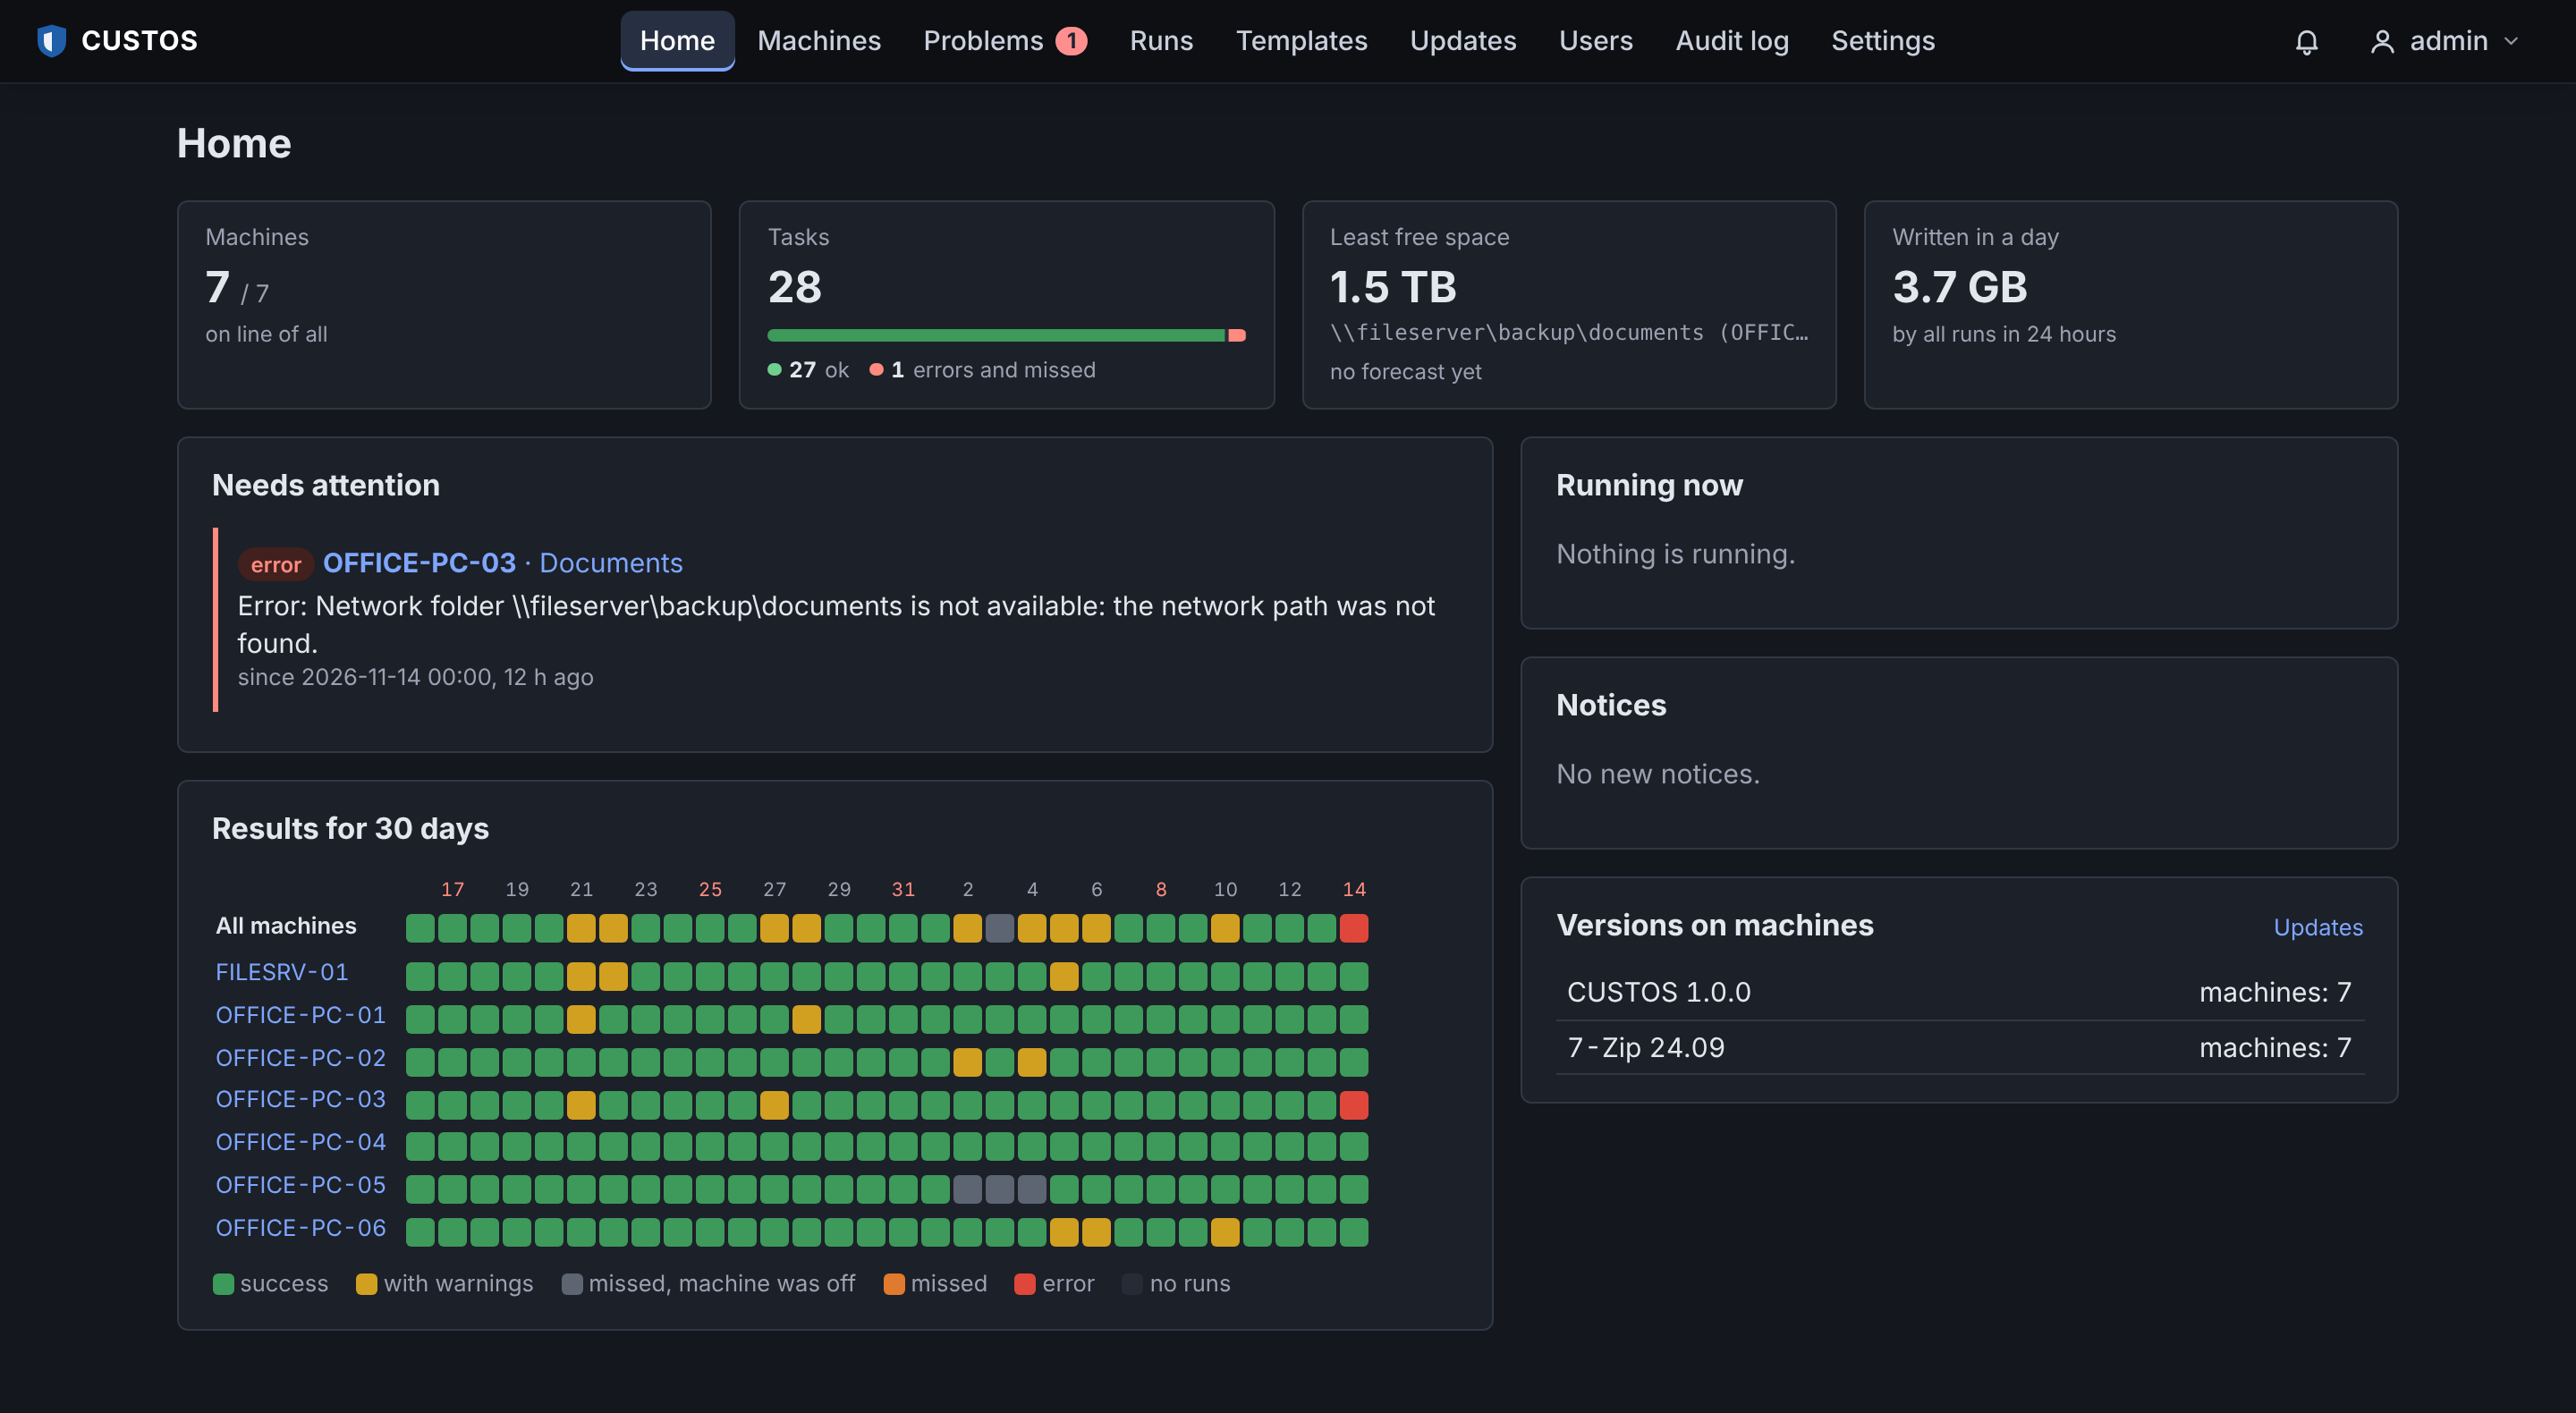 CUSTOS
Home Machines Problems 1 Runs Templates Updates Users Audit log Settings
admin
Home
Machines
7 / 7
on line of all
Tasks
28
27 ok 1 errors and missed
Least free space
1.5 TB
\\fileserver\backup\documents (OFFIC…
no forecast yet
Written in a day
3.7 GB
by all runs in 24 hours
Needs attention
error OFFICE-PC-03 · Documents
Error: Network folder \\fileserver\backup\documents is not available: the network path was not
found.
since 2026-11-14 00:00, 12 h ago
Results for 30 days
17 19 21 23 25 27 29 31 2 4 6 8 10 12 14
All machines
FILESRV-01
OFFICE-PC-01
OFFICE-PC-02
OFFICE-PC-03
OFFICE-PC-04
OFFICE-PC-05
OFFICE-PC-06
success with warnings missed, machine was off missed error no runs
Running now
Nothing is running.
Notices
No new notices.
Versions on machines Updates
CUSTOS 1.0.0 machines: 7
7-Zip 24.09 machines: 7